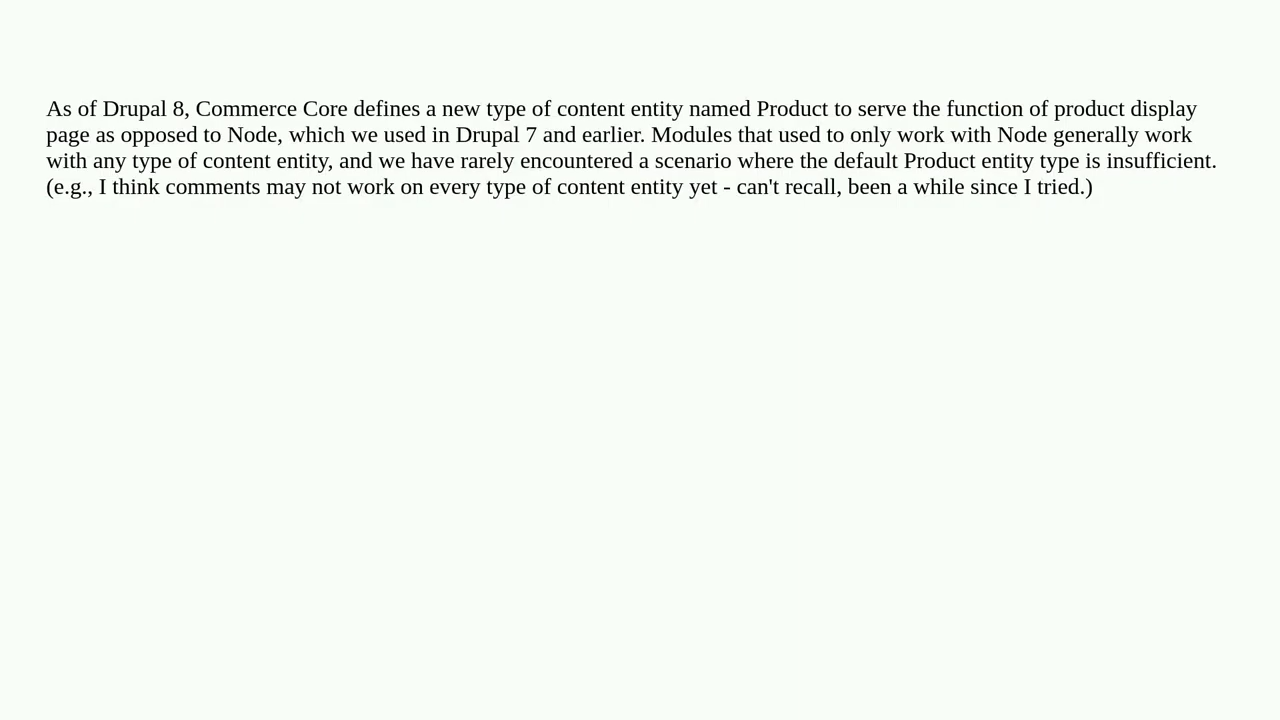 As of Drupal 8, Commerce Core defines a new type of content entity named Product to serve the function of product display
page as opposed to Node, which we used in Drupal 7 and earlier. Modules that used to only work with Node generally work
with any type of content entity, and we have rarely encountered a scenario where the default Product entity type is insufficient.
(e.g., I think comments may not work on every type of content entity yet - can't recall, been a while since I tried.)